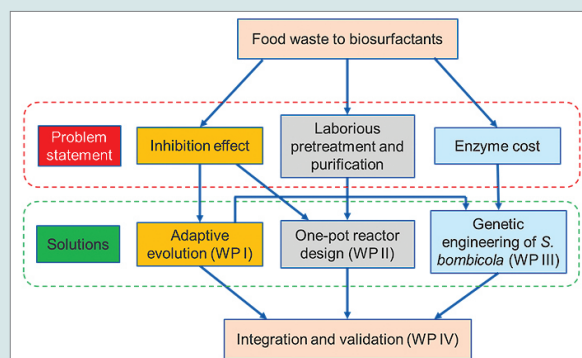 Food waste to biosurfactants
Problem
statement
Inhibition effect
Laborious
pretreatment and
purification
Enzyme cost
Solutions
Adaptive
evolution (WP I)
One-pot reactor
design (WP II)
Genetic
engineering of S.
bombicola (WP III)
Integration and validation (WP IV)